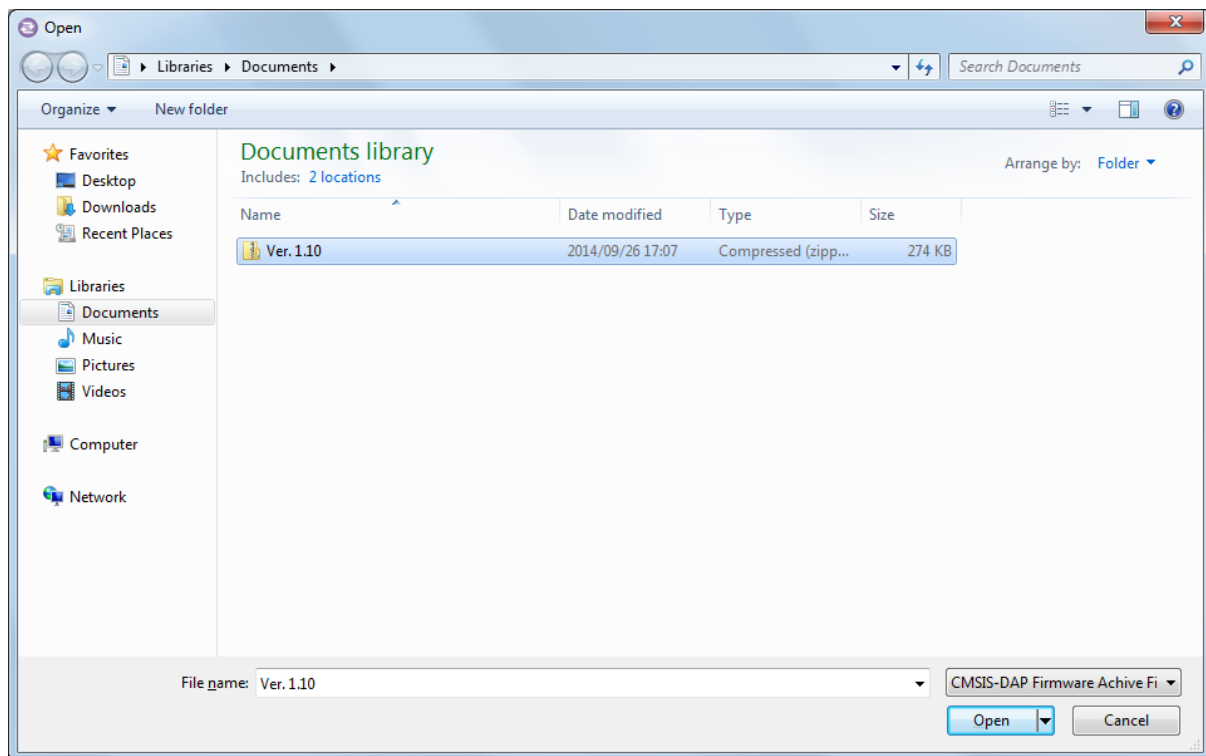 Open
Libraries Documents
Search Documents
Organize New folder
Favorites
Desktop
Downloads
Recent Places
Libraries
Documents
Music
Pictures
Videos
Computer
Network
Documents library
Includes: 2 locations
Arrange by: Folder
Name Date modified Type Size
Ver. 1.10 2014/09/26 17:07 Compressed (zipp... 274 KB
File name: Ver. 1.10 CMSIS-DAP Firmware Achive Fi
Open Cancel